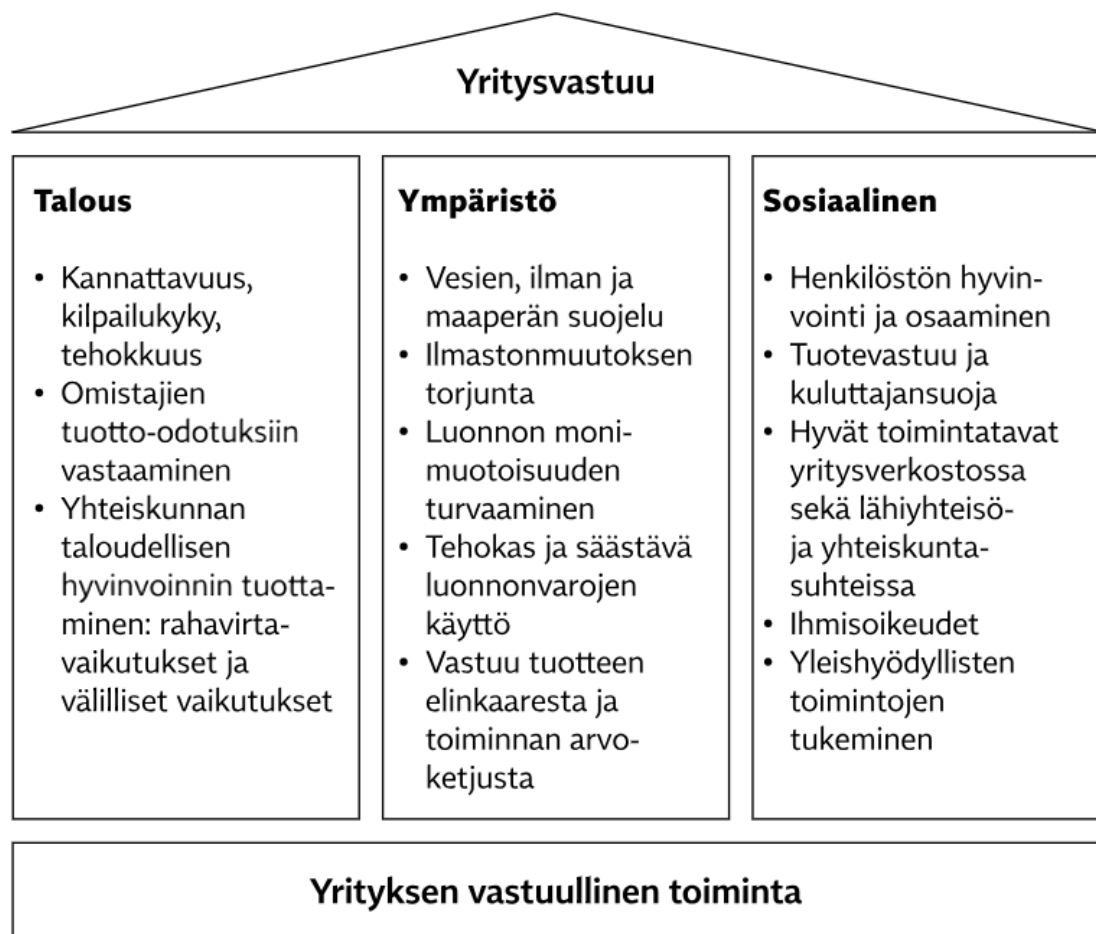 Yritysvastuu
Talous
• Kannattavuus,
kilpailukyky,
tehokkuus
• Omistajien
tuotto-odotuksiin
vastaaminen
• Yhteiskunnan
taloudellisen
hyvinvoinnin tuotta-
minen: rahavirta-
vaikutukset ja
välilliset vaikutukset
Ympäristö
• Vesien, ilman ja
maaperän suojelu
• Ilmastonmuutoksen
torjunta
• Luonnon moni-
muotoisuuden
turvaaminen
• Tehokas ja säästävä
luonnonvarojen
käyttö
• Vastuu tuotteen
elinkaaresta ja
toiminnan arvo-
ketjusta
Sosiaalinen
• Henkilöstön hyvin-
vointi ja osaaminen
• Tuotevastuu ja
kuluttajansuoja
• Hyvät toimintatavat
yritysverkostossa
sekä lähiyhteisö-
ja yhteiskunta-
suhteissa
• Ihmisoikeudet
• Yleishyödyllisten
toimintojen
tukeminen
Yrityksen vastuullinen toiminta